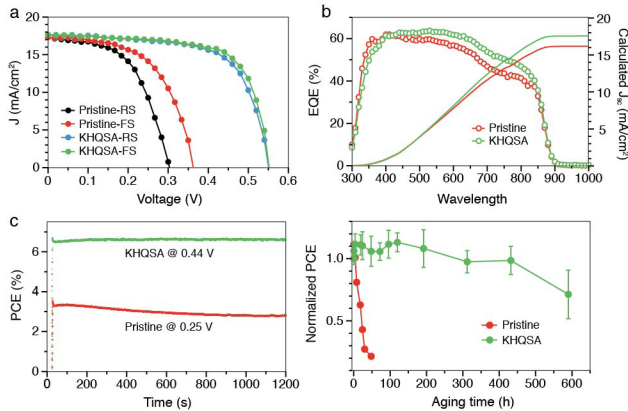 a
J (mA/cm²)
20
15
10
5
0
Pristine-RS
Pristine-FS
KHQSA-RS
KHQSA-FS
0 0.1 0.2 0.3 0.4 0.5 0.6
Voltage (V)
b
EQE (%)
60
40
20
0
Pristine
KHQSA
300 400 500 600 700 800 900 1000
Wavelength
20
15
10
5
0
Calculated Jsc (mA/cm²)
c
PCE (%)
6
4
2
0
KHQSA @ 0.44 V
Pristine @ 0.25 V
0 200 400 600 800 1000 1200
Time (s)
Normalized PCE
1.0
0.5
Pristine
KHQSA
0 100 200 300 400 500 600
Aging time (h)